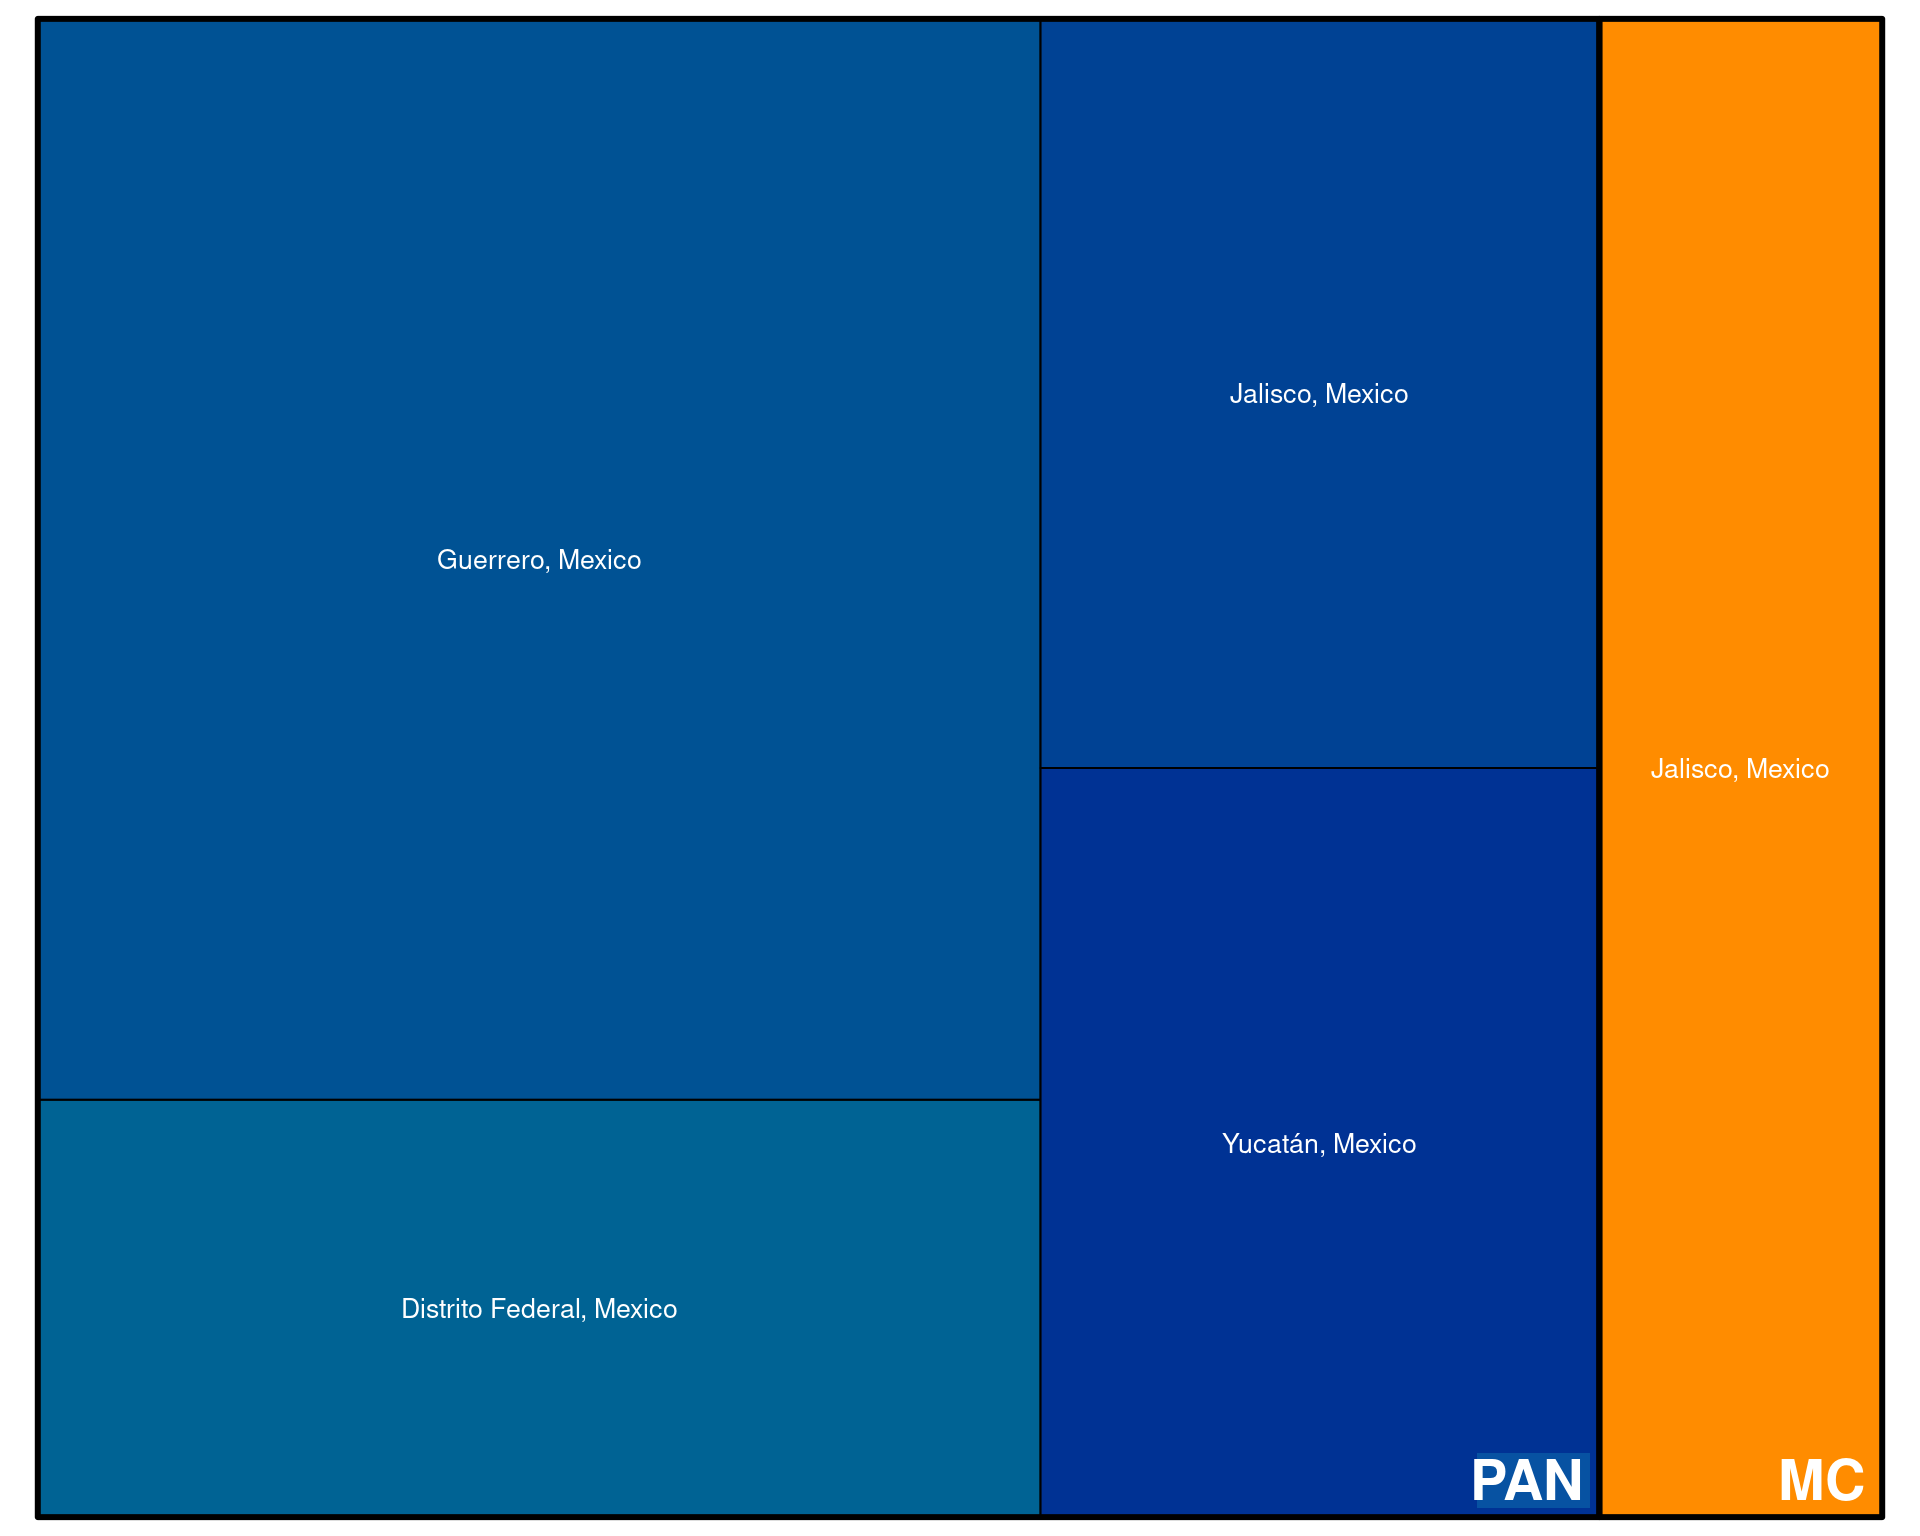 Guerrero, Mexico
Distrito Federal, Mexico
Jalisco, Mexico
Yucatán, Mexico
PAN
Jalisco, Mexico
MC